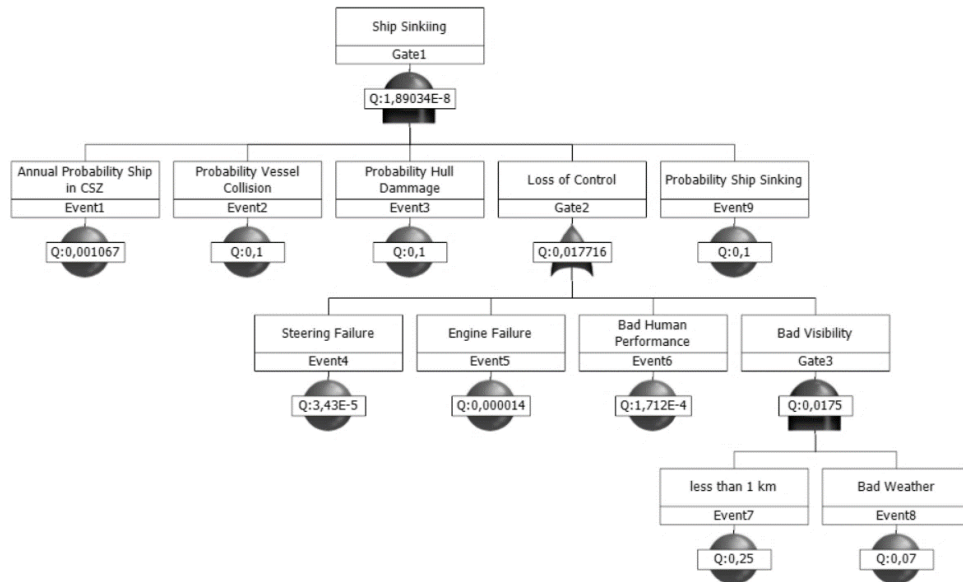 Ship Sinkiing
Gate1
Q:1,89034E-8
Annual Probability Ship
in CSZ
Event1
Q:0,001067
Probability Vessel
Collision
Event2
Q:0,1
Probability Hull
Dammage
Event3
Q:0,1
Loss of Control
Gate2
Q:0,017716
Probability Ship Sinking
Event9
Q:0,1
Steering Failure
Event4
Q:3,43E-5
Engine Failure
Event5
Q:0,000014
Bad Human
Performance
Event6
Q:1,712E-4
Bad Visibility
Gate3
Q:0,0175
less than 1 km
Event7
Q:0,25
Bad Weather
Event8
Q:0,07